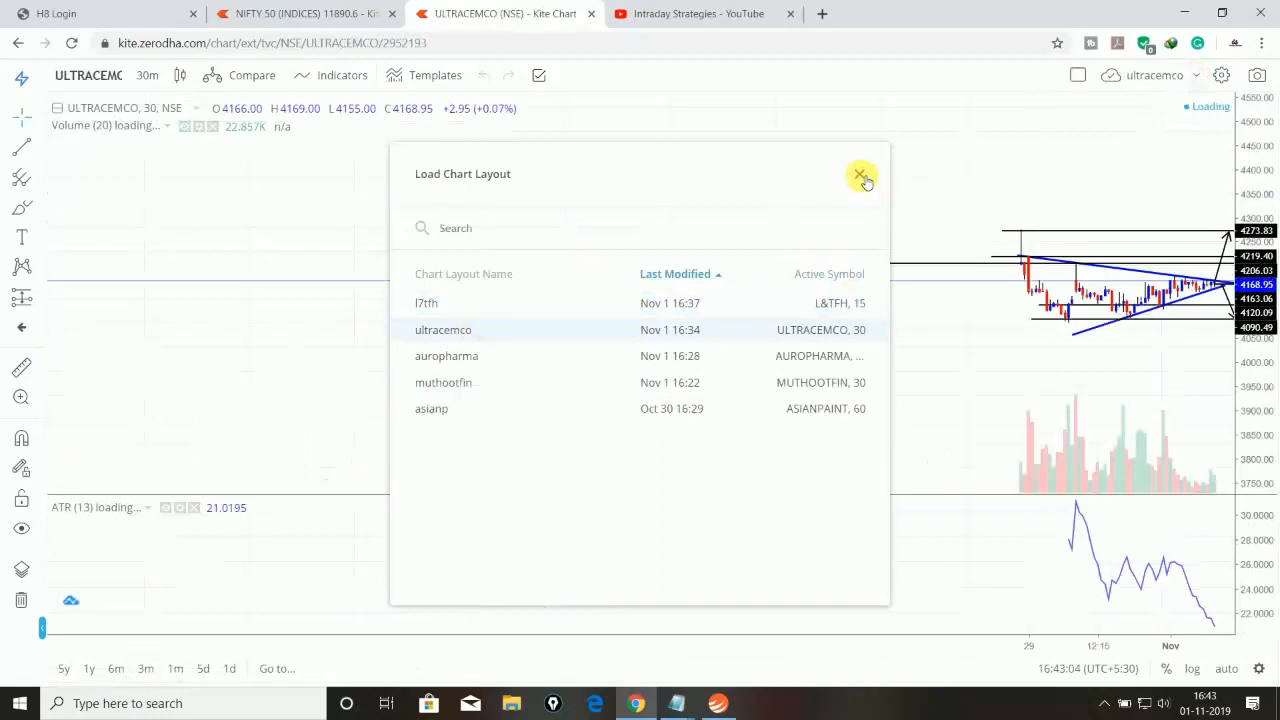 H8 Login
NIFTY 50 (INDICES) 11890.6 - Kit
ULTRACEMCO (NSE) - Kite Chart
Intraday Strategies - YouTube
kite.zerodha.com/chart/ext/tvc/NSE/ULTRACEMCO/2952193
ULTRACEMC 30m Compare Indicators Templates ultracemco
ULTRACEMCO, 30, NSE O 4166.00 H 4169.00 L 4155.00 C 4168.95 +2.95 (+0.07%)
Loading
Volume (20) loading... 22.857K n/a
Load Chart Layout
Search
Chart Layout Name Last Modified Active Symbol
l7tfh Nov 1 16:37 L&TFH, 15
ultracemco Nov 1 16:34 ULTRACEMCO, 30
auropharma Nov 1 16:28 AUROPHARMA, ...
muthootfin Nov 1 16:22 MUTHOOTFIN, 30
asianp Oct 30 16:29 ASIANPAINT, 60
4550.00
4500.00
4450.00
4400.00
4350.00
4300.00
4273.83
4250.00
4219.40
4206.03
4168.95
4163.06
4120.09
4090.49
4050.00
4000.00
3950.00
3900.00
3850.00
3800.00
3750.00
ATR (13) loading... 21.0195
30.0000
28.0000
26.0000
24.0000
22.0000
29 12:15 Nov
5y 1y 6m 3m 1m 5d 1d Go to... 16:43:04 (UTC+5:30) % log auto
Type here to search
16:43
01-11-2019